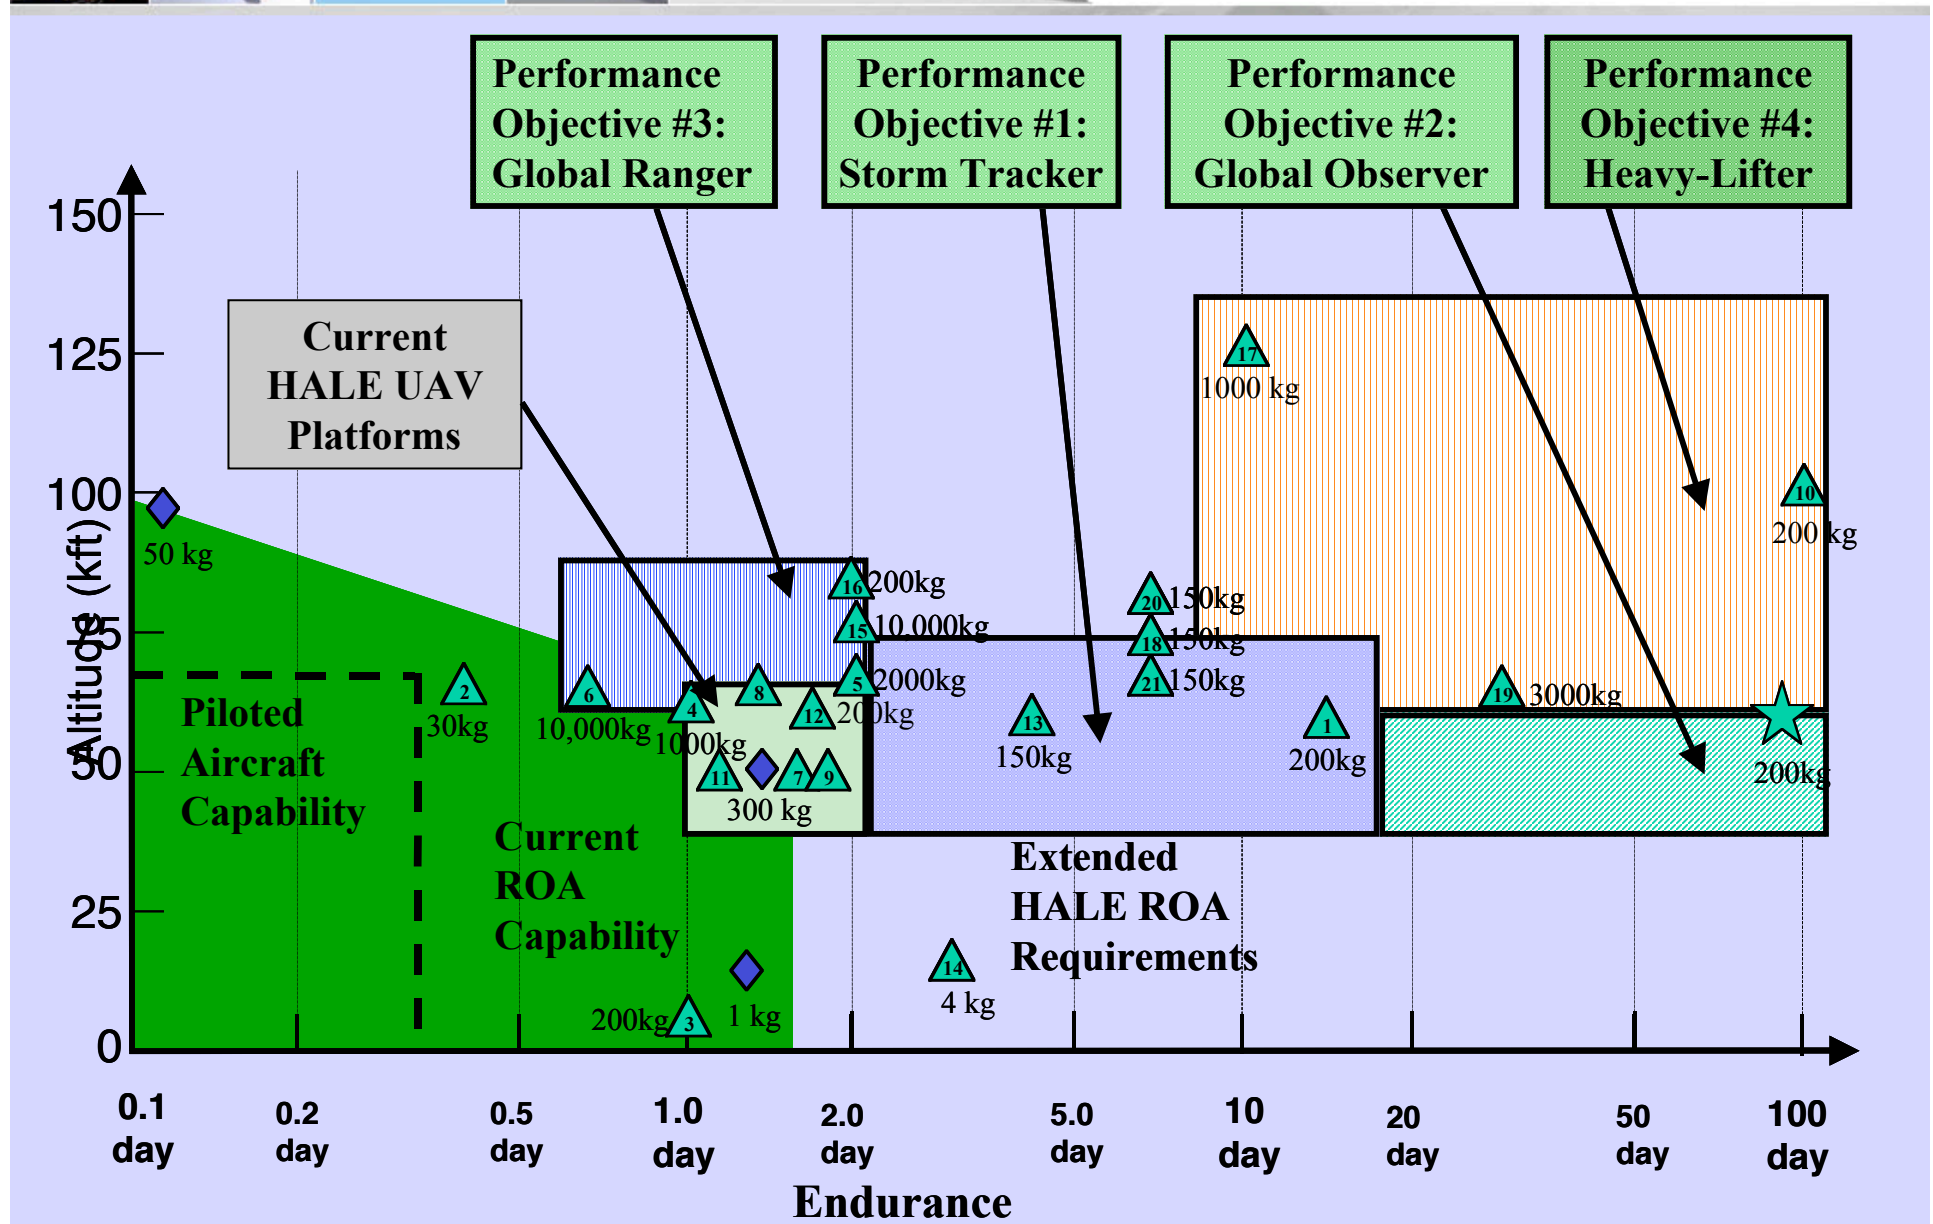 Performance
Objective #3:
Global Ranger
Performance
Objective #1:
Storm Tracker
Performance
Objective #2:
Global Observer
Performance
Objective #4:
Heavy-Lifter
150
125
100
75
50
25
0
Altitude (kft)
Current
HALE UAV
Platforms
17
1000 kg
10
200 kg
50 kg
16
200kg
15
10,000kg
20
150kg
18
150kg
21
150kg
5
2000kg
2
30kg
6
10,000kg
4
1000kg
8
12
200kg
11
7
9
300 kg
13
150kg
1
200kg
19
3000kg
200kg
Piloted
Aircraft
Capability
Current
ROA
Capability
Extended
HALE ROA
Requirements
14
4 kg
200kg
3
1 kg
0.1
day
0.2
day
0.5
day
1.0
day
2.0
day
5.0
day
10
day
20
day
50
day
100
day
Endurance